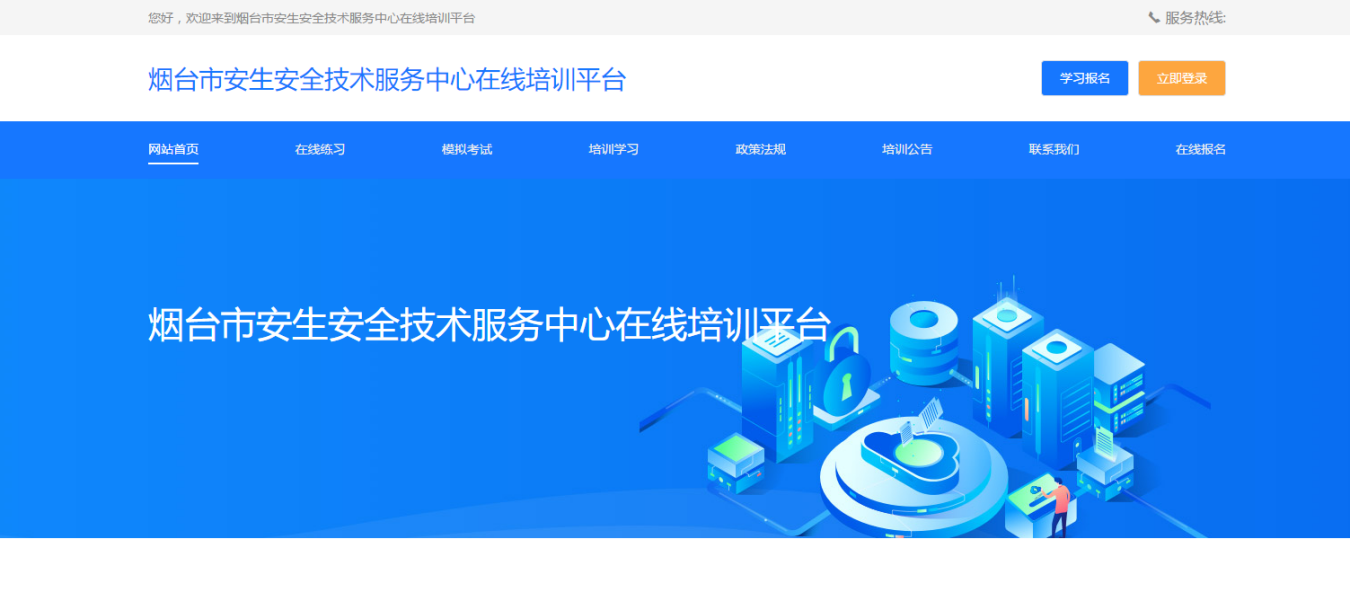 您好，欢迎来到烟台市安生安全技术服务中心在线培训平台
服务热线:
烟台市安生安全技术服务中心在线培训平台
学习报名
立即登录
网站首页 在线练习 模拟考试 培训学习 政策法规 培训公告 联系我们 在线报名
烟台市安生安全技术服务中心在线培训平台